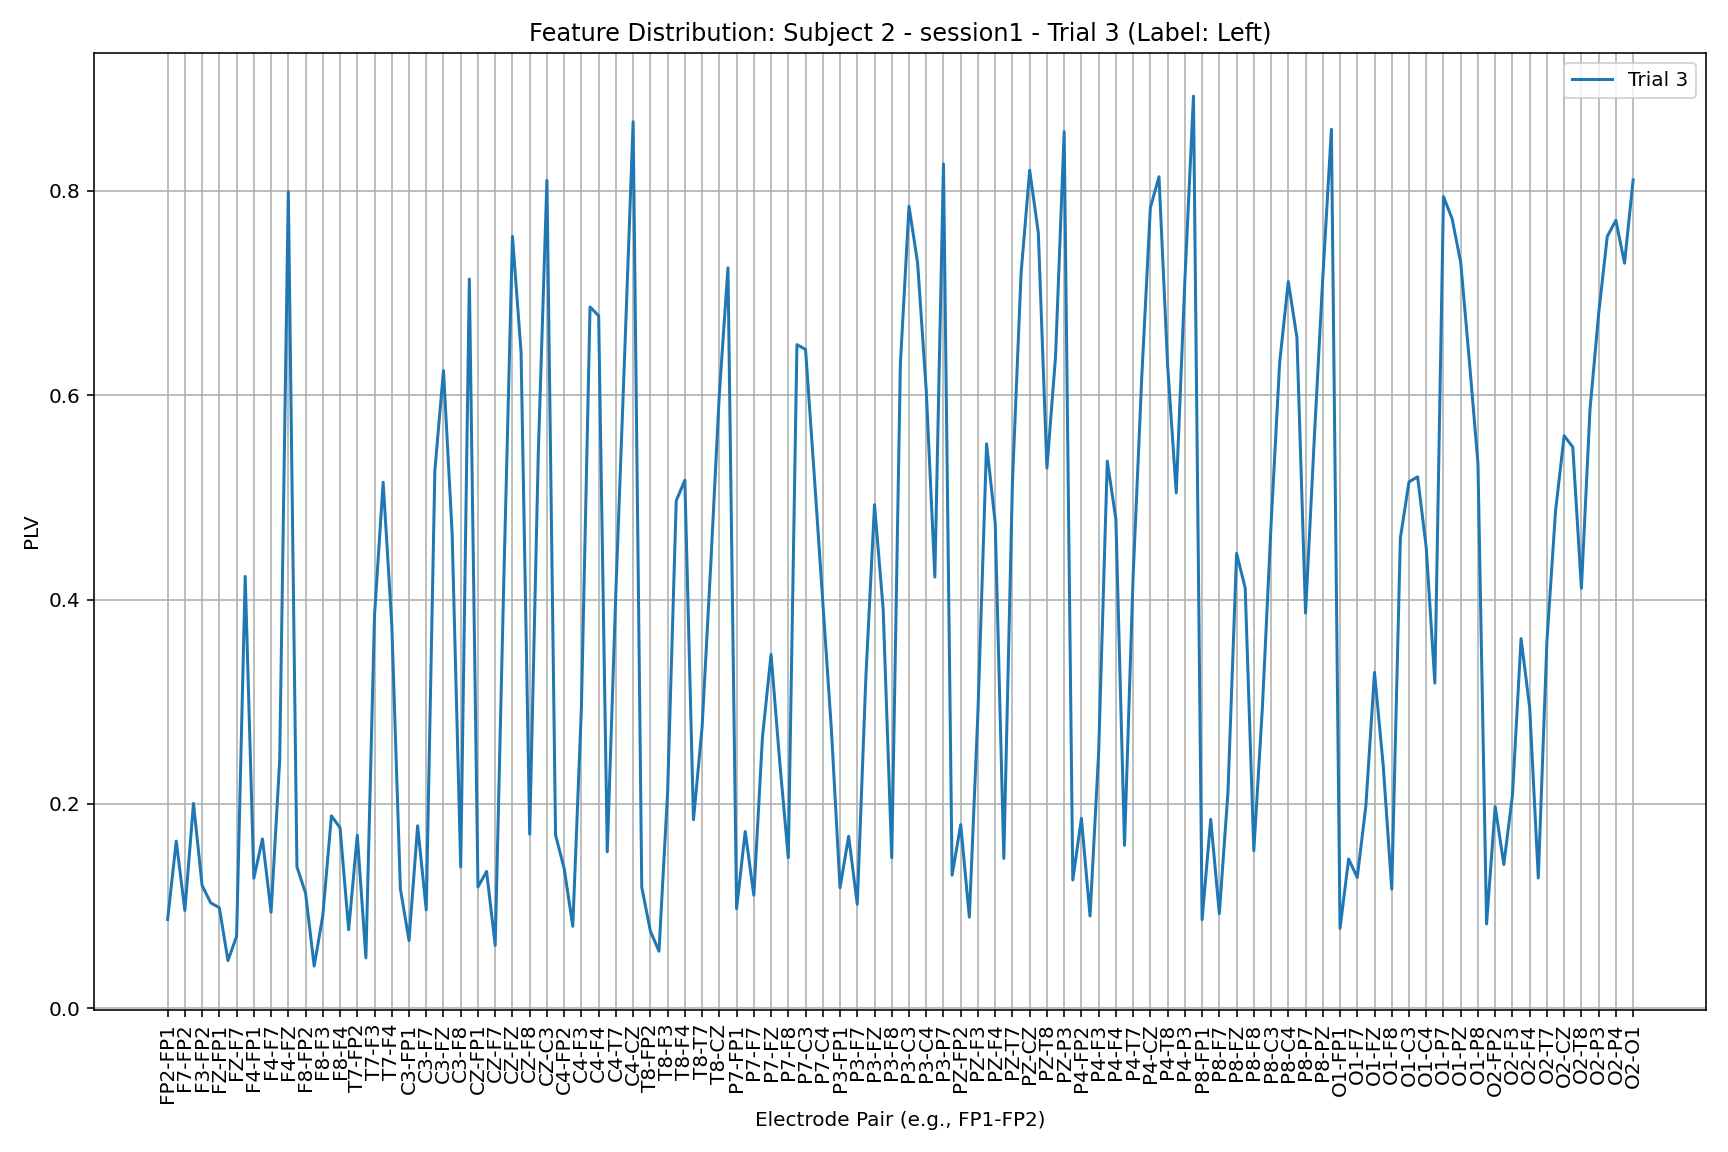 Feature Distribution: Subject 2 - session1 - Trial 3 (Label: Left)
Trial 3
PLV
0.8
0.6
0.4
0.2
0.0
FP2-FP1
F7-FP2
F3-FP2
FZ-FP1
FZ-F7
F4-FP1
F4-F7
F4-FZ
F8-FP2
F8-F3
F8-F4
T7-FP2
T7-F3
T7-F4
C3-FP1
C3-F7
C3-FZ
C3-F8
CZ-FP1
CZ-F7
CZ-FZ
CZ-F8
CZ-C3
C4-FP2
C4-F3
C4-F4
C4-T7
C4-CZ
T8-FP2
T8-F3
T8-F4
T8-T7
T8-CZ
P7-FP1
P7-F7
P7-FZ
P7-F8
P7-C3
P7-C4
P3-FP1
P3-F7
P3-FZ
P3-F8
P3-C3
P3-C4
P3-P7
PZ-FP2
PZ-F3
PZ-F4
PZ-T7
PZ-CZ
PZ-T8
PZ-P3
P4-FP2
P4-F3
P4-F4
P4-T7
P4-CZ
P4-T8
P4-P3
P8-FP1
P8-F7
P8-FZ
P8-F8
P8-C3
P8-C4
P8-P7
P8-PZ
O1-FP1
O1-F7
O1-FZ
O1-F8
O1-C3
O1-C4
O1-P7
O1-PZ
O1-P8
O2-FP2
O2-F3
O2-F4
O2-T7
O2-CZ
O2-T8
O2-P3
O2-P4
O2-O1
Electrode Pair (e.g., FP1-FP2)